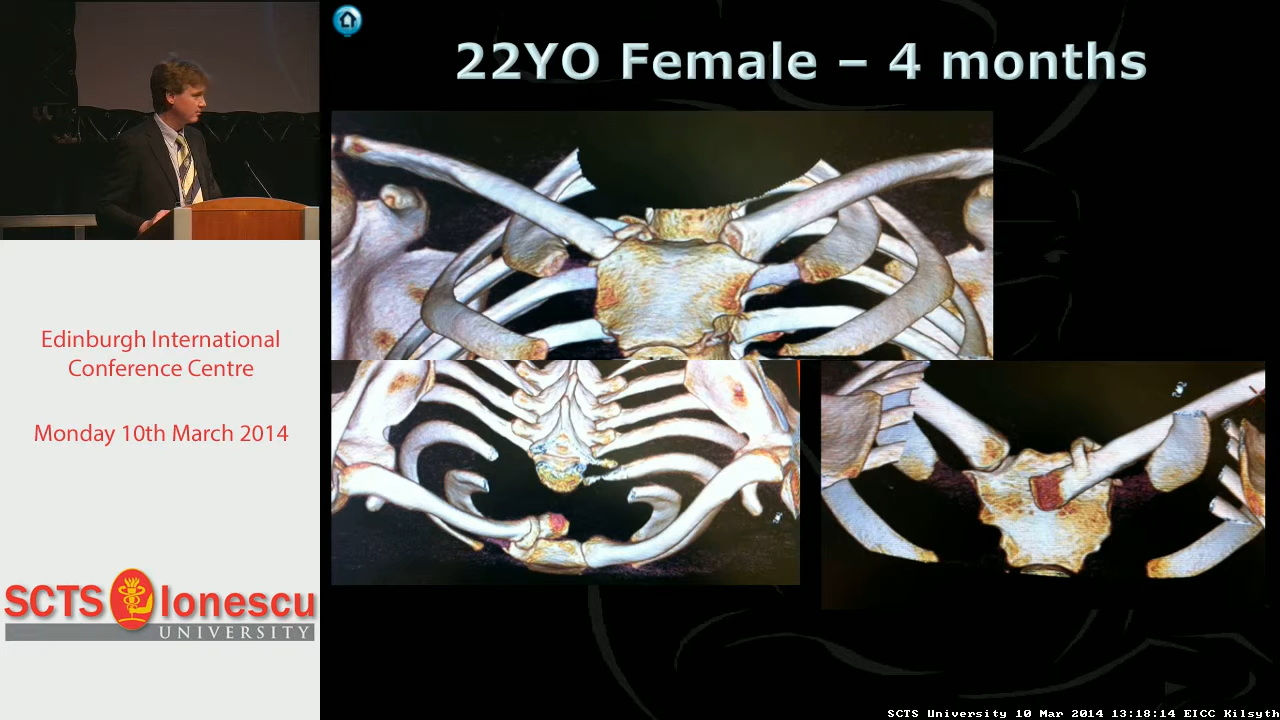 22YO Female – 4 months
Edinburgh International
Conference Centre
Monday 10th March 2014
SCTS Ionescu
UNIVERSITY
SCTS University 10 Mar 2014 13:18:14 EICC Kilsyth